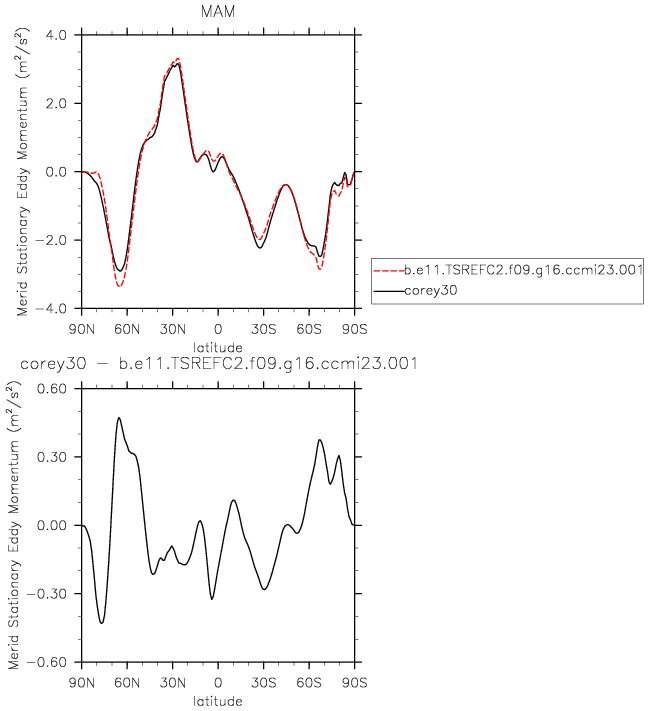 MAM
Merid Stationary Eddy Momentum (m²/s²)
4.0
2.0
0.0
−2.0
−4.0
90N 60N 30N 0 30S 60S 90S
latitude
b.e11.TSREFC2.f09.g16.ccmi23.001
corey30
corey30 − b.e11.TSREFC2.f09.g16.ccmi23.001
Merid Stationary Eddy Momentum (m²/s²)
0.60
0.30
0.00
−0.30
−0.60
90N 60N 30N 0 30S 60S 90S
latitude